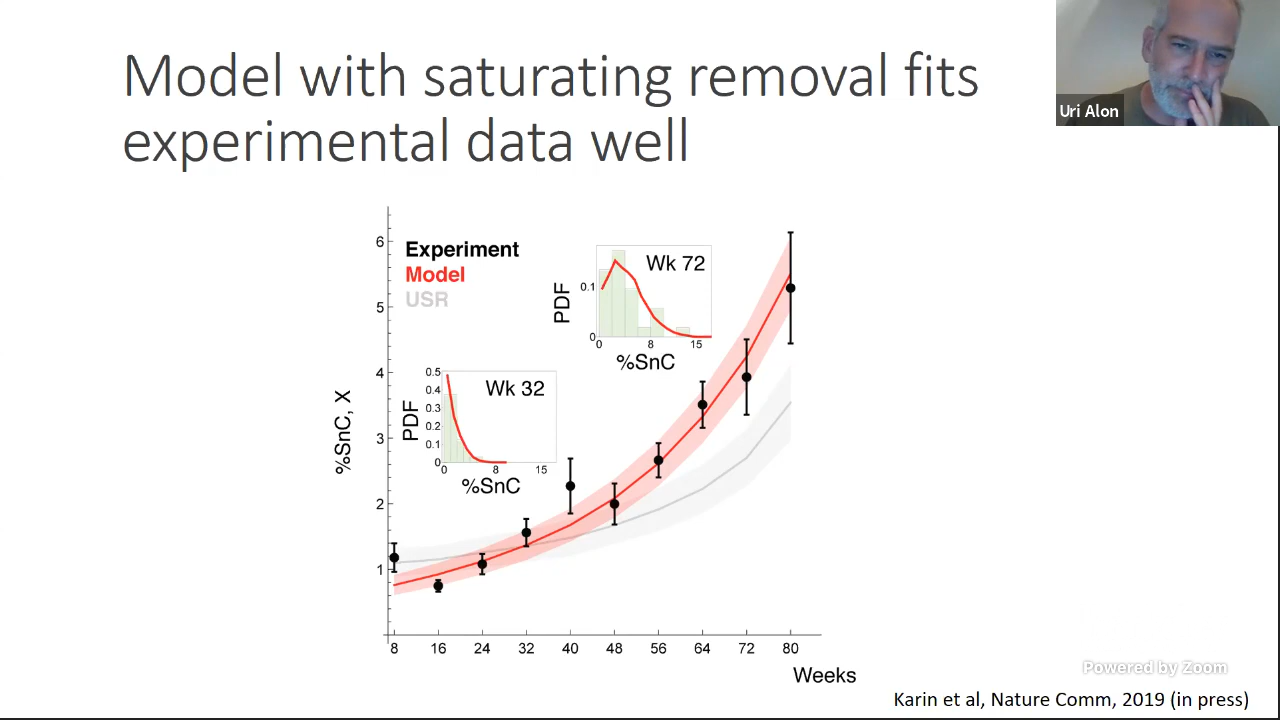 Model with saturating removal fits
experimental data well
Uri Alon
Experiment
Model
USR
6
5
4
3
2
1
%SnC, X
8 16 24 32 40 48 56 64 72 80
Weeks
Wk 72
PDF
0.1
0
0 8 15
%SnC
Wk 32
PDF
0.5
0.4
0.3
0.2
0.1
0
0 8 15
%SnC
Powered by Zoom
Karin et al, Nature Comm, 2019 (in press)